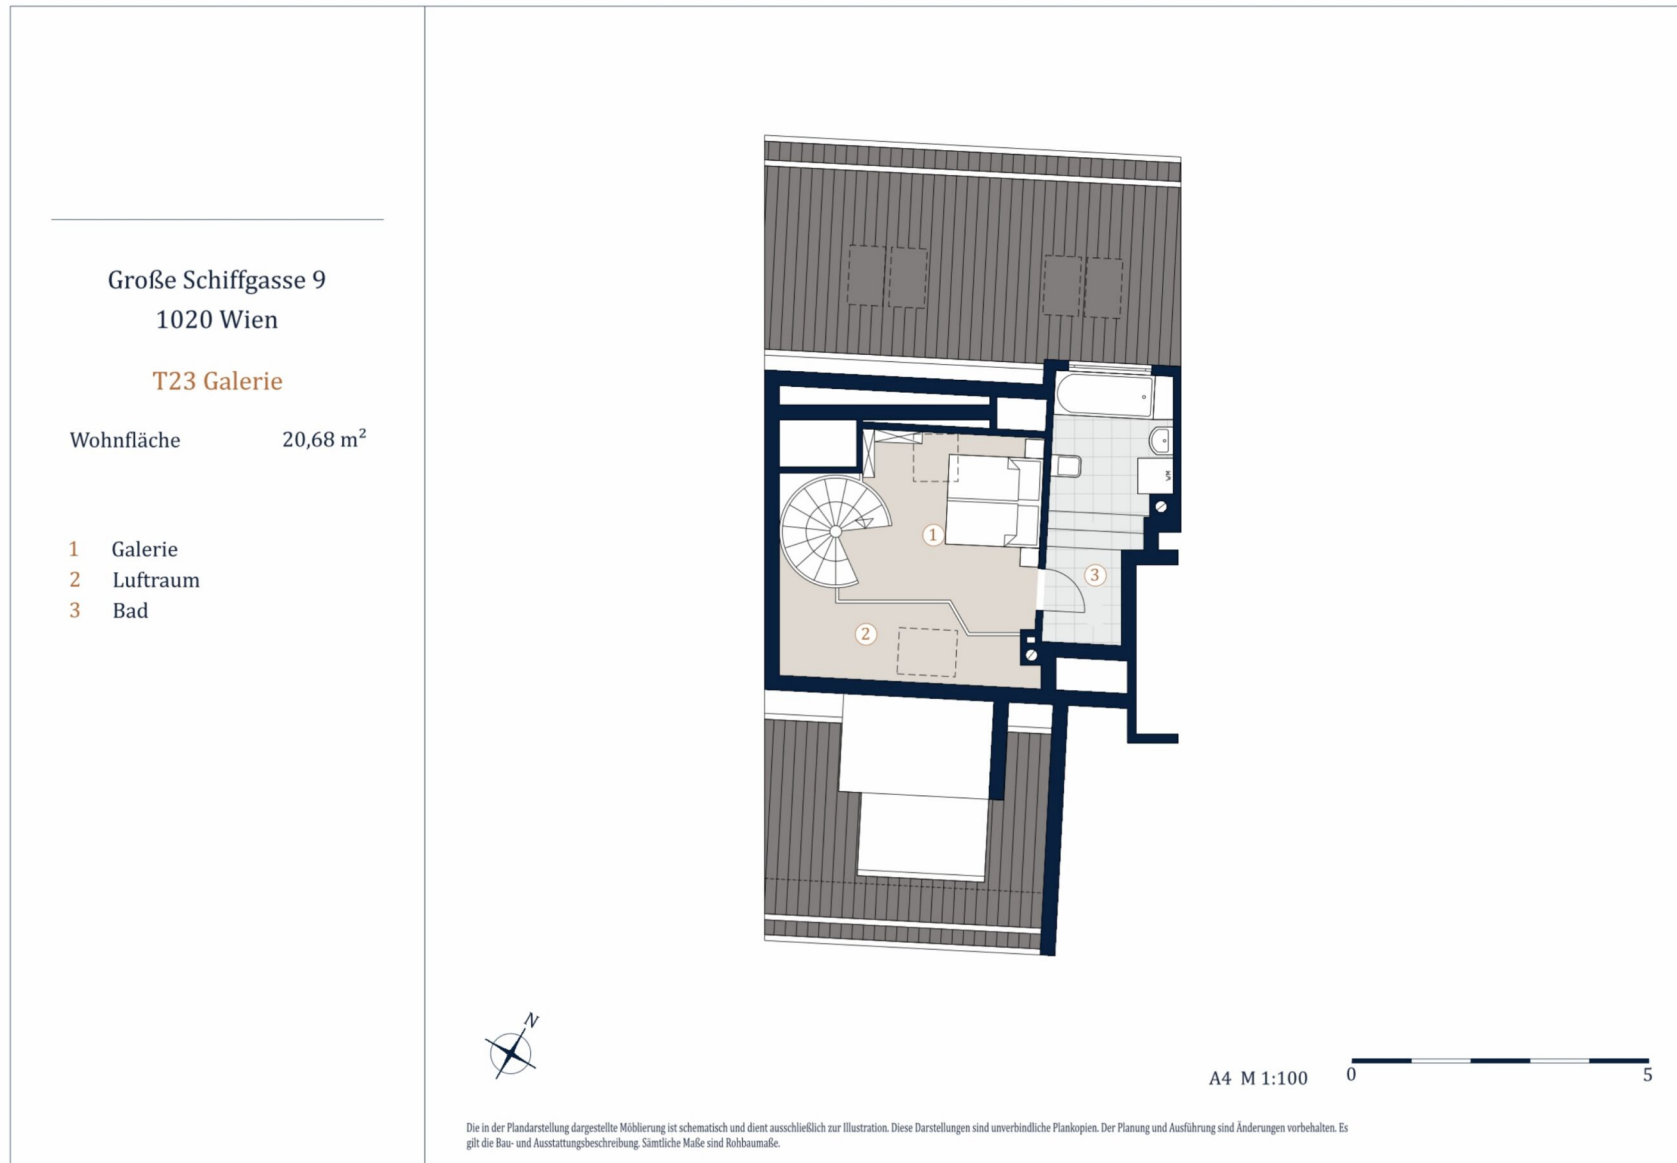 Große Schiffgasse 9
1020 Wien
T23 Galerie
Wohnfläche 20,68 m²
1 Galerie
2 Luftraum
3 Bad
1
2
3
WM
N
A4 M 1:100
0 5
Die in der Plandarstellung dargestellte Möblierung ist schematisch und dient ausschließlich zur Illustration. Diese Darstellungen sind unverbindliche Plankopien. Der Planung und Ausführung sind Änderungen vorbehalten. Es
gilt die Bau- und Ausstattungsbeschreibung. Sämtliche Maße sind Rohbaumaße.